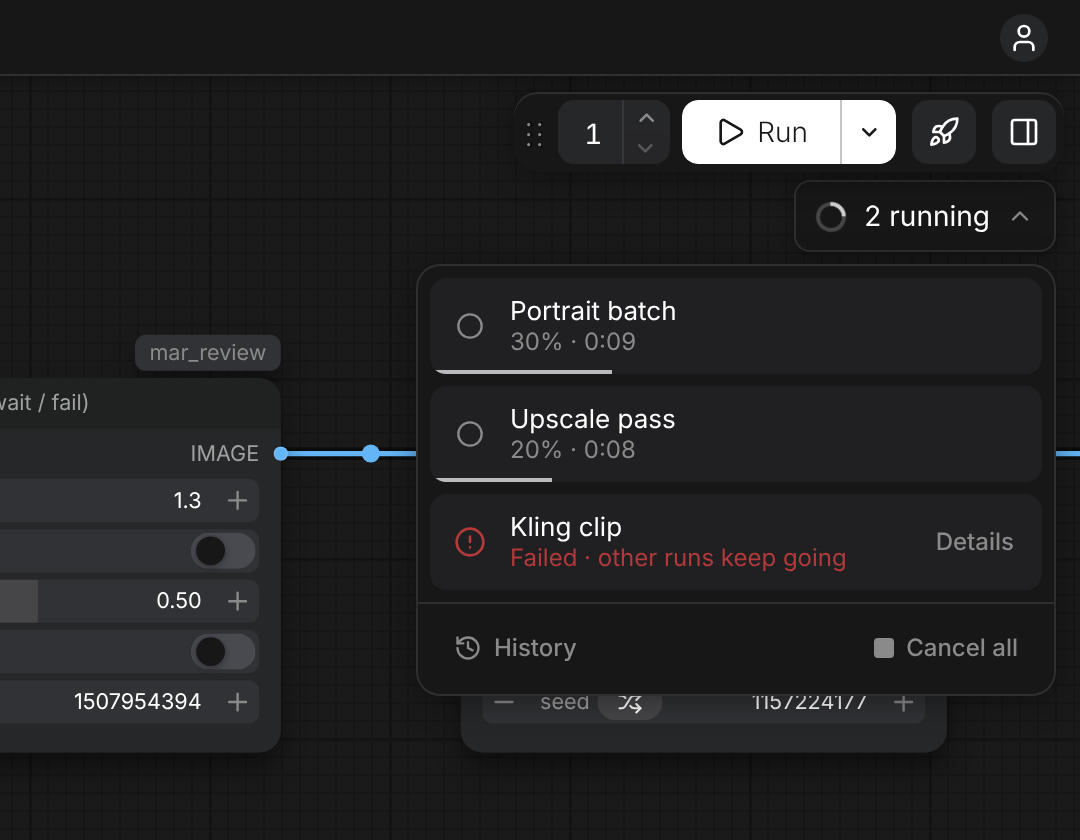 1
Run
2 running
Portrait batch
30% · 0:09
mar_review
Upscale pass
20% · 0:08
wait / fail)
IMAGE
1.3
Kling clip
Failed · other runs keep going
Details
0.50
History
Cancel all
1507954394
seed
1157224177